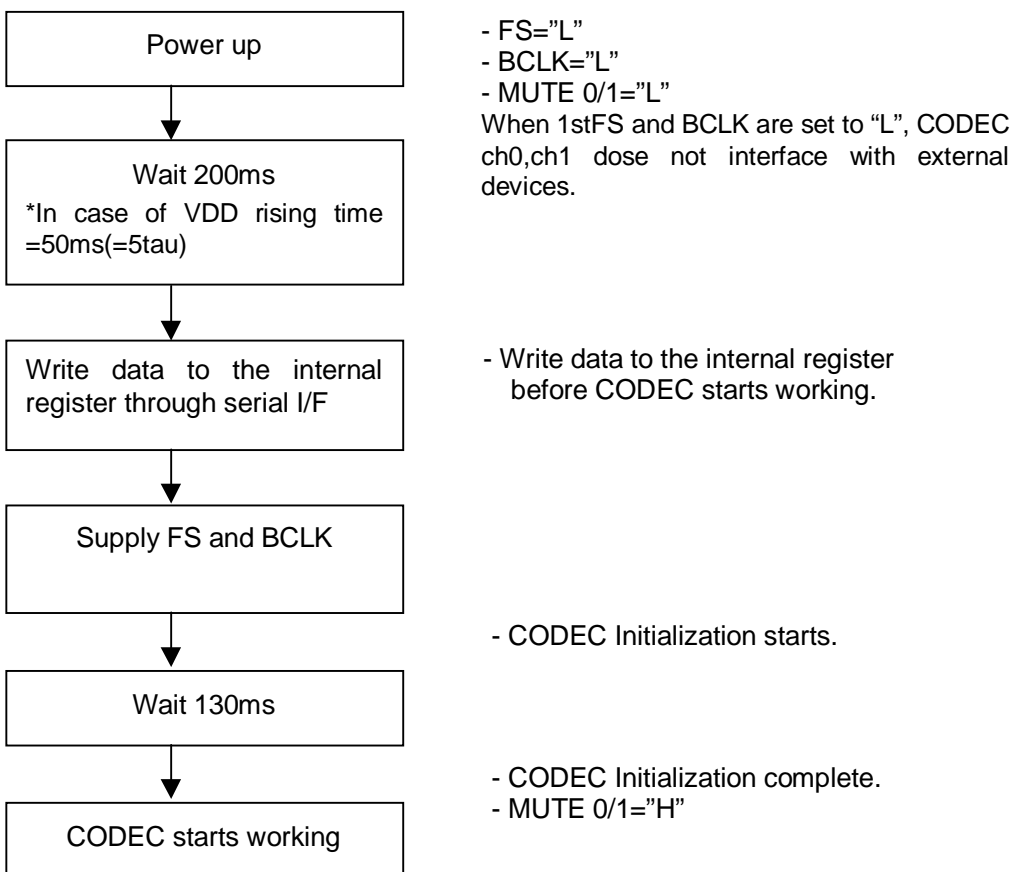 Power up
- FS=”L”
- BCLK=”L”
- MUTE 0/1=”L”
When 1stFS and BCLK are set to “L”, CODEC
ch0,ch1 dose not interface with external
devices.
Wait 200ms
*In case of VDD rising time
=50ms(=5tau)
Write data to the internal
register through serial I/F
- Write data to the internal register
before CODEC starts working.
Supply FS and BCLK
- CODEC Initialization starts.
Wait 130ms
- CODEC Initialization complete.
- MUTE 0/1=”H”
CODEC starts working